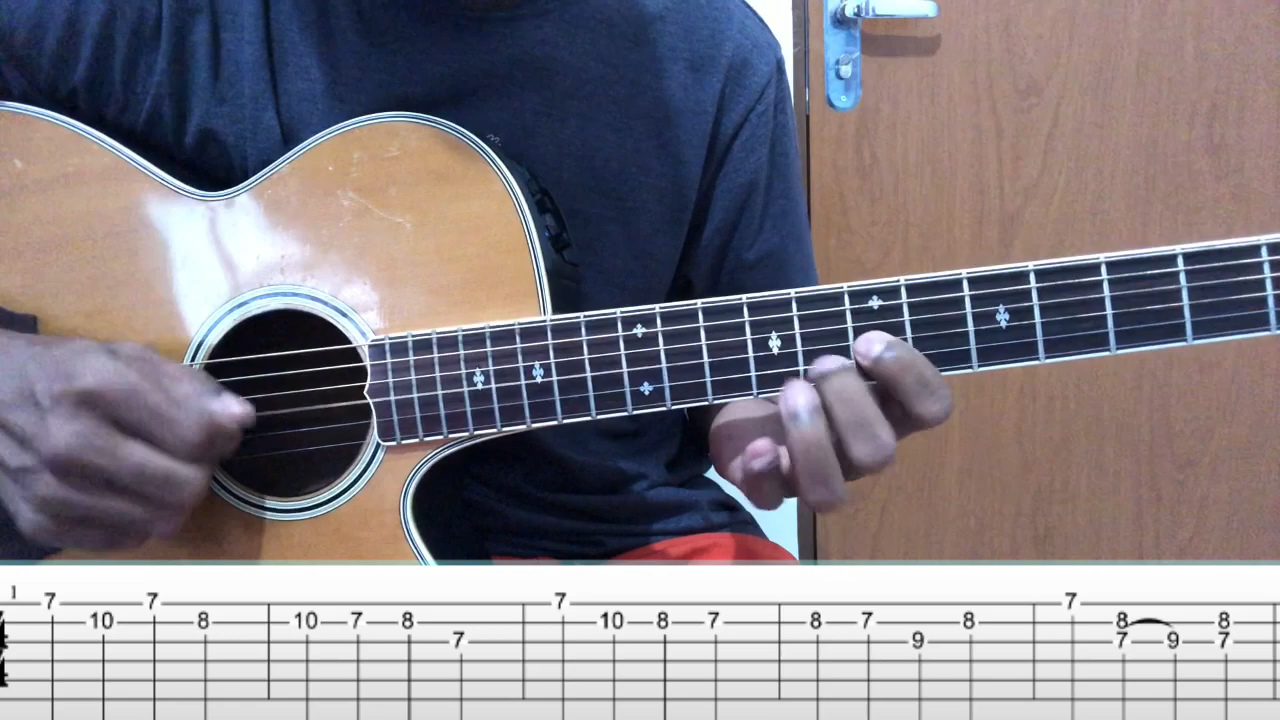 1
7 7 7 7
10 8 10 7 8 10 8 7 8 7 8 8 8
7 9 7 9 7